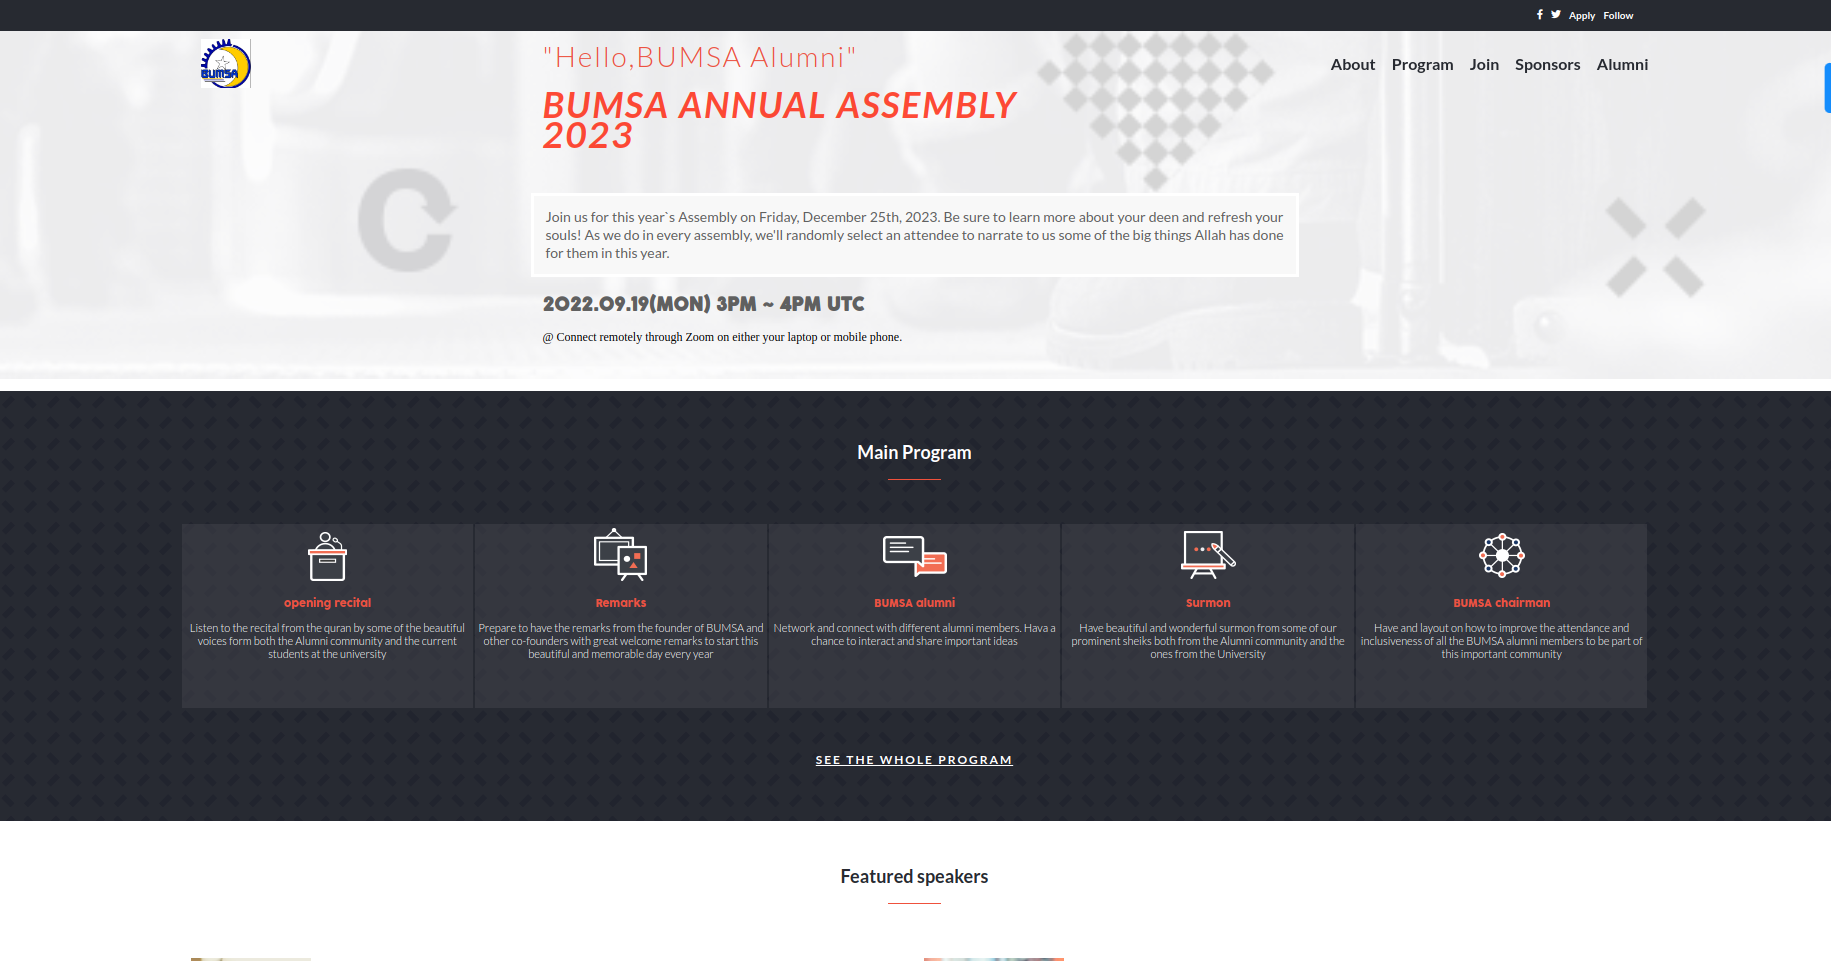 Apply Follow
BUMSA
"Hello,BUMSA Alumni"
About Program Join Sponsors Alumni
BUMSA ANNUAL ASSEMBLY
2023
Join us for this year`s Assembly on Friday, December 25th, 2023. Be sure to learn more about your deen and refresh your
souls! As we do in every assembly, we'll randomly select an attendee to narrate to us some of the big things Allah has done
for them in this year.
2022.09.19(MON) 3PM ~ 4PM UTC
@ Connect remotely through Zoom on either your laptop or mobile phone.
Main Program
opening recital
Listen to the recital from the quran by some of the beautiful
voices form both the Alumni community and the current
students at the university
Remarks
Prepare to have the remarks from the founder of BUMSA and
other co-founders with great welcome remarks to start this
beautiful and memorable day every year
BUMSA alumni
Network and connect with different alumni members. Hava a
chance to interact and share important ideas
Surmon
Have beautiful and wonderful surmon from some of our
prominent sheiks both from the Alumni community and the
ones from the University
BUMSA chairman
Have and layout on how to improve the attendance and
inclusiveness of all the BUMSA alumni members to be part of
this important community
SEE THE WHOLE PROGRAM
Featured speakers